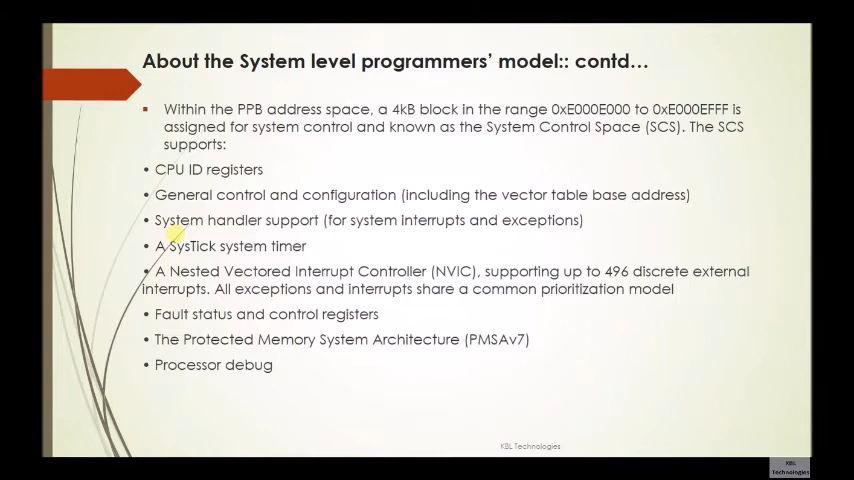 About the System level programmers' model:: contd...
▪ Within the PPB address space, a 4kB block in the range 0xE000E000 to 0xE000EFFF is
assigned for system control and known as the System Control Space (SCS). The SCS
supports:
• CPU ID registers
• General control and configuration (including the vector table base address)
• System handler support (for system interrupts and exceptions)
• A SysTick system timer
• A Nested Vectored Interrupt Controller (NVIC), supporting up to 496 discrete external
interrupts. All exceptions and interrupts share a common prioritization model
• Fault status and control registers
• The Protected Memory System Architecture (PMSAv7)
• Processor debug
KBL Technologies
KBL
Technologies